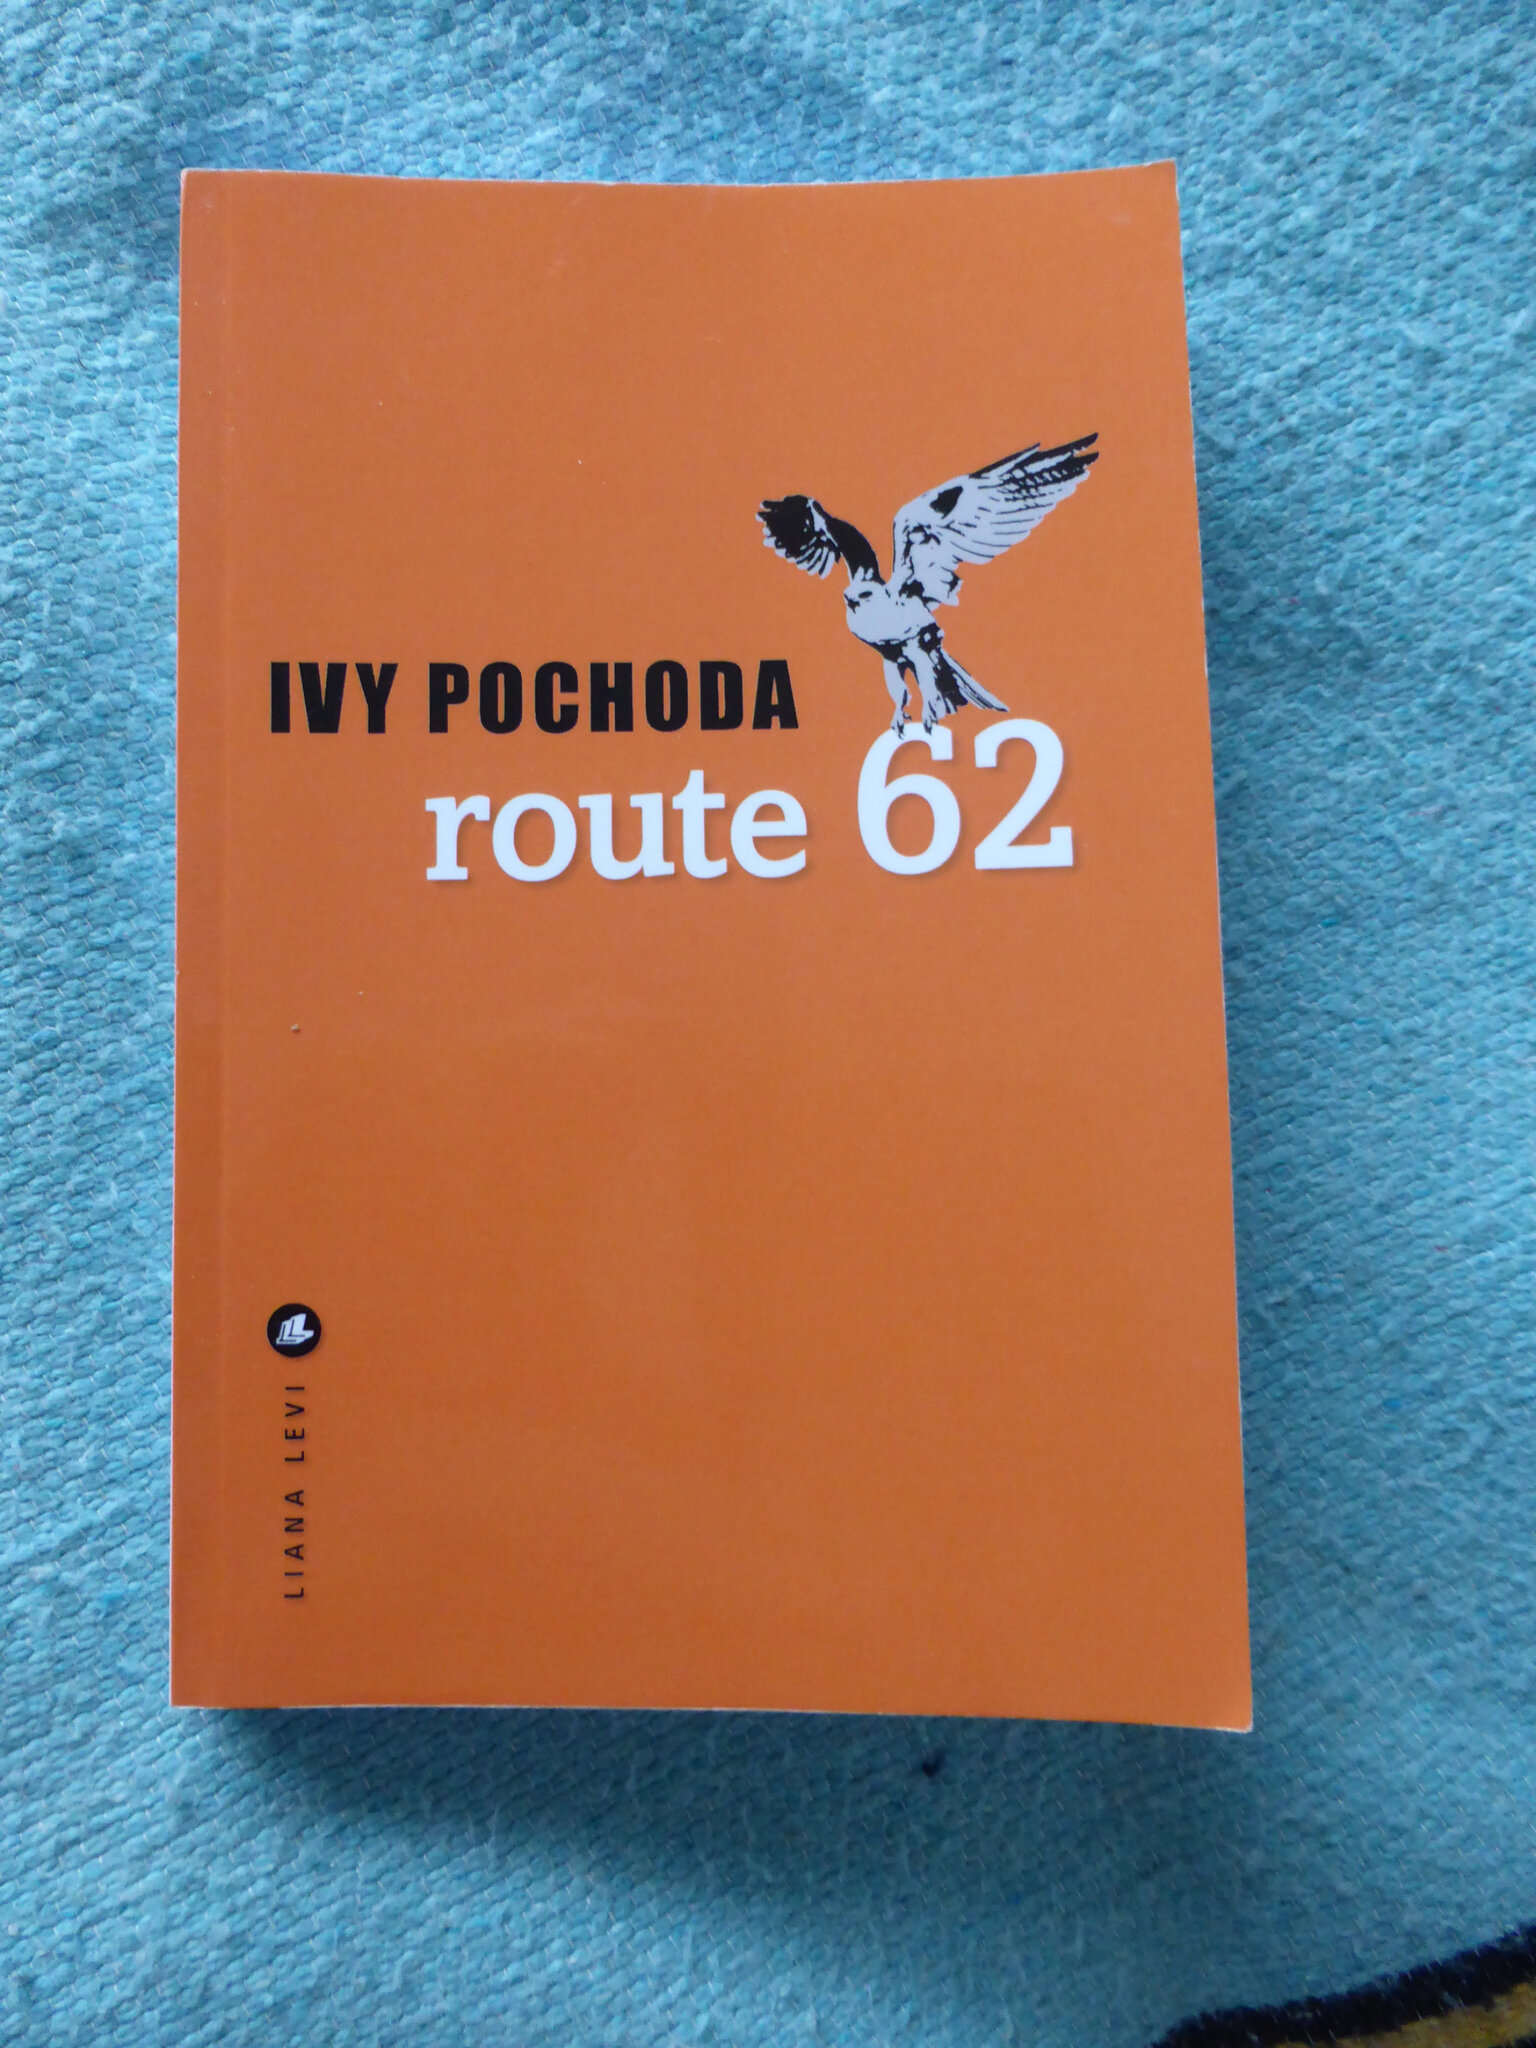 IVY POCHODA
route 62
LIANA LEVI